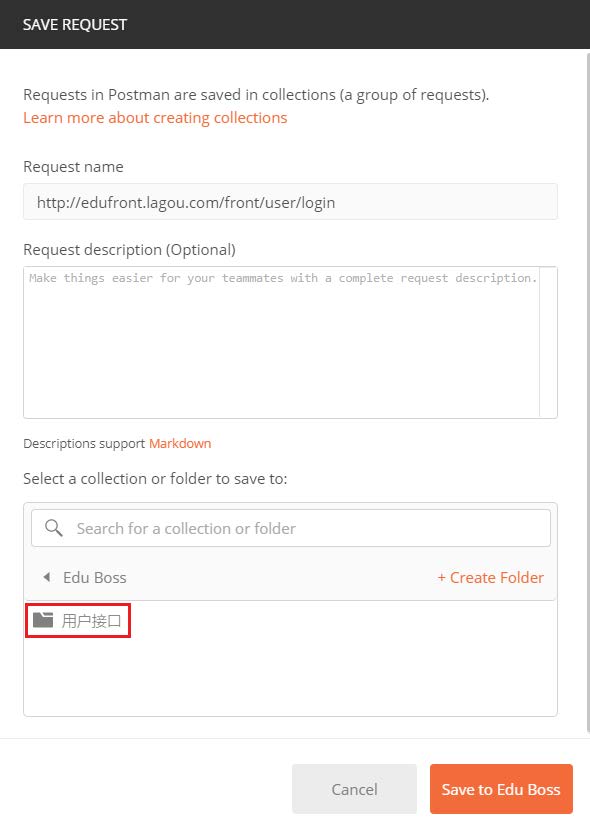 SAVE REQUEST
Requests in Postman are saved in collections (a group of requests).
Learn more about creating collections
Request name
http://edufront.lagou.com/front/user/login
Request description (Optional)
Make things easier for your teammates with a complete request description.
Descriptions support Markdown
Select a collection or folder to save to:
Search for a collection or folder
Edu Boss + Create Folder
用户接口
Cancel Save to Edu Boss